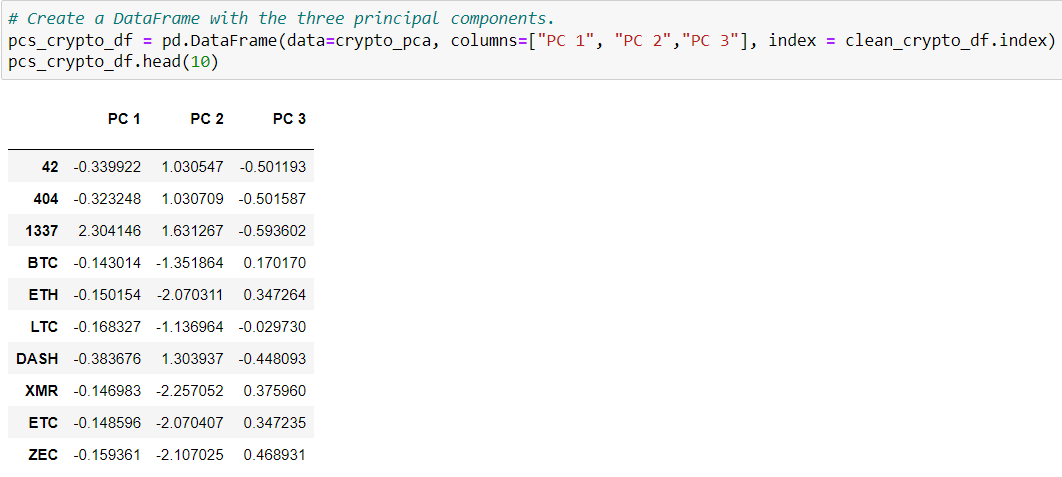 # Create a DataFrame with the three principal components.
pcs_crypto_df = pd.DataFrame(data=crypto_pca, columns=["PC 1", "PC 2","PC 3"], index = clean_crypto_df.index)
pcs_crypto_df.head(10)
PC 1 PC 2 PC 3
42 -0.339922 1.030547 -0.501193
404 -0.323248 1.030709 -0.501587
1337 2.304146 1.631267 -0.593602
BTC -0.143014 -1.351864 0.170170
ETH -0.150154 -2.070311 0.347264
LTC -0.168327 -1.136964 -0.029730
DASH -0.383676 1.303937 -0.448093
XMR -0.146983 -2.257052 0.375960
ETC -0.148596 -2.070407 0.347235
ZEC -0.159361 -2.107025 0.468931